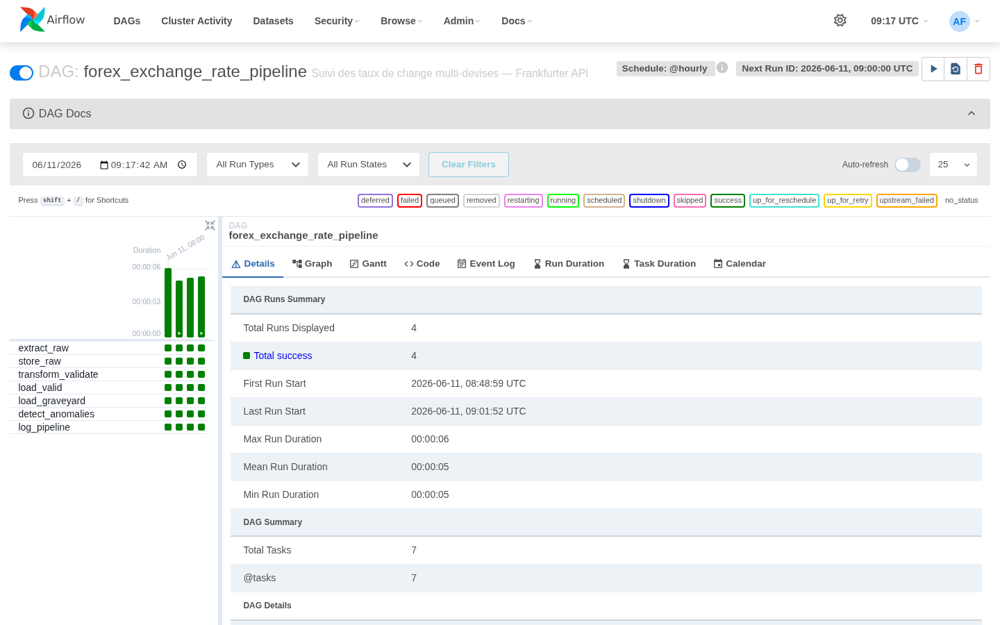 Airflow DAGs Cluster Activity Datasets Security Browse Admin Docs 09:17 UTC AF
DAG: forex_exchange_rate_pipeline Suivi des taux de change multi-devises — Frankfurter API Schedule: @hourly Next Run ID: 2026-06-11, 09:00:00 UTC
DAG Docs
06/11/2026 09:17:42 AM All Run Types All Run States Clear Filters Auto-refresh 25
Press shift + / for Shortcuts deferred failed queued removed restarting running scheduled shutdown skipped success up_for_reschedule up_for_retry upstream_failed no_status
DAG
forex_exchange_rate_pipeline
Jun 11, 08:00
Duration
00:00:06
00:00:03
00:00:00
extract_raw
store_raw
transform_validate
load_valid
load_graveyard
detect_anomalies
log_pipeline
Details Graph Gantt Code Event Log Run Duration Task Duration Calendar
DAG Runs Summary
Total Runs Displayed 4
Total success 4
First Run Start 2026-06-11, 08:48:59 UTC
Last Run Start 2026-06-11, 09:01:52 UTC
Max Run Duration 00:00:06
Mean Run Duration 00:00:05
Min Run Duration 00:00:05
DAG Summary
Total Tasks 7
@tasks 7
DAG Details